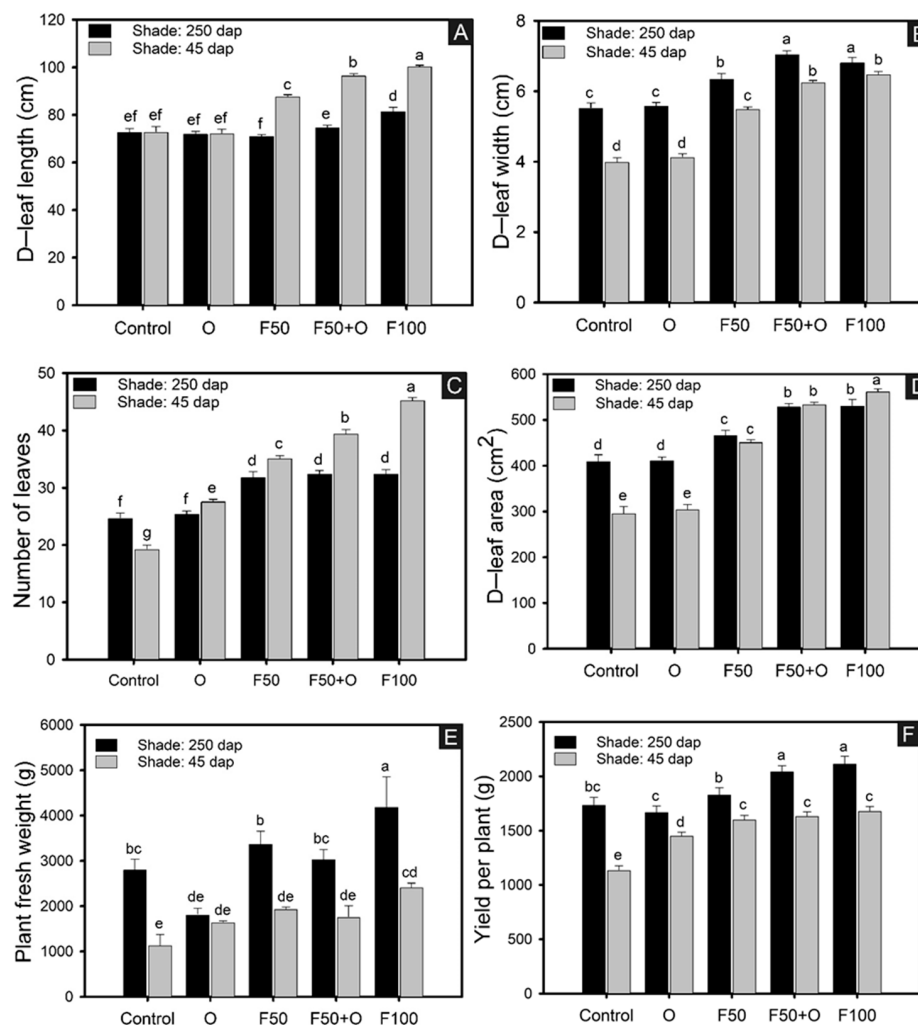 A
Shade: 250 dap
Shade: 45 dap
D–leaf length (cm)
120
100
80
60
40
20
0
ef ef ef ef f c e b d a
Control O F50 F50+O F100
Shade: 250 dap
Shade: 45 dap
D–leaf width (cm)
8
6
4
2
0
c d c d b c a b a b
Control O F50 F50+O F100
C
Shade: 250 dap
Shade: 45 dap
Number of leaves
50
40
30
20
10
0
f g f e d c d b d a
Control O F50 F50+O F100
D
Shade: 250 dap
Shade: 45 dap
D–leaf area (cm2)
600
500
400
300
200
100
0
d e d e c c b b b a
Control O F50 F50+O F100
E
Shade: 250 dap
Shade: 45 dap
Plant fresh weight (g)
6000
5000
4000
3000
2000
1000
0
bc e de de b de bc de a cd
Control O F50 F50+O F100
F
Shade: 250 dap
Shade: 45 dap
Yield per plant (g)
2500
2000
1500
1000
500
0
bc e c d b c a c a c
Control O F50 F50+O F100